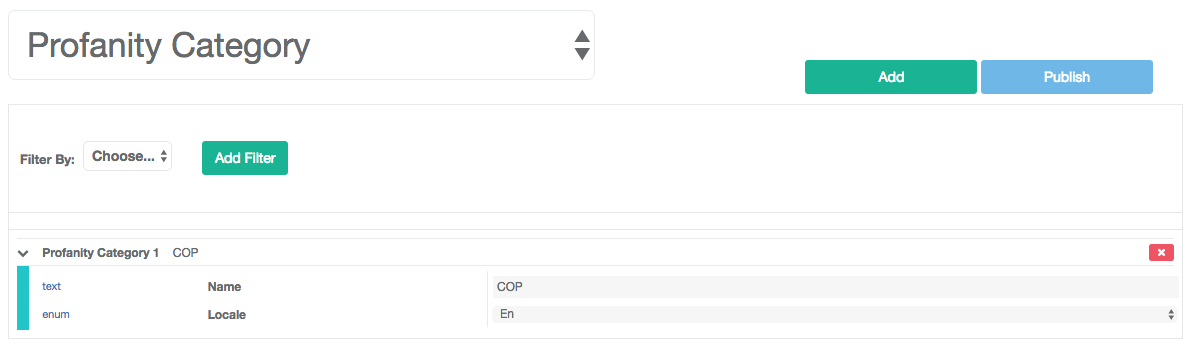 Profanity Category
Add
Publish
Filter By:
Choose...
Add Filter
Profanity Category 1 COP
text Name COP
enum Locale En